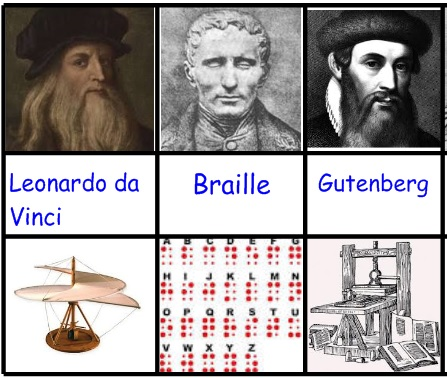 Leonardo da
Vinci
Braille
Gutenberg
A B C D E F G
H I J K L M N
O P Q R S T U
V W X Y Z